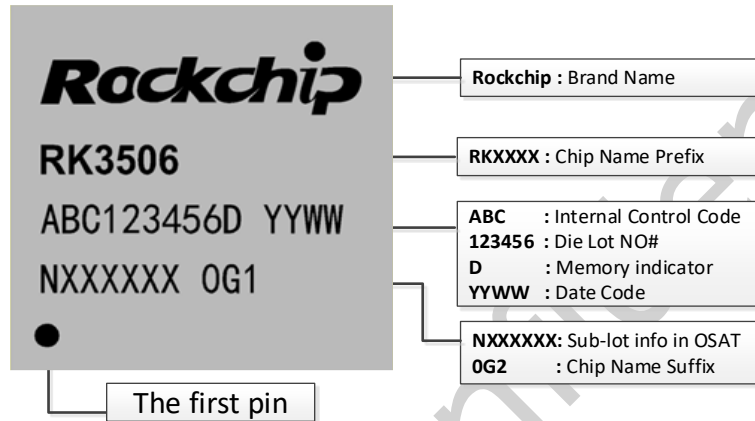 Rockchip
RK3506
ABC123456D YYWW
NXXXXXX 0G1
The first pin
Rockchip : Brand Name
RKXXXX : Chip Name Prefix
ABC : Internal Control Code
123456 : Die Lot NO#
D : Memory indicator
YYWW : Date Code
NXXXXXX: Sub-lot info in OSAT
0G2 : Chip Name Suffix